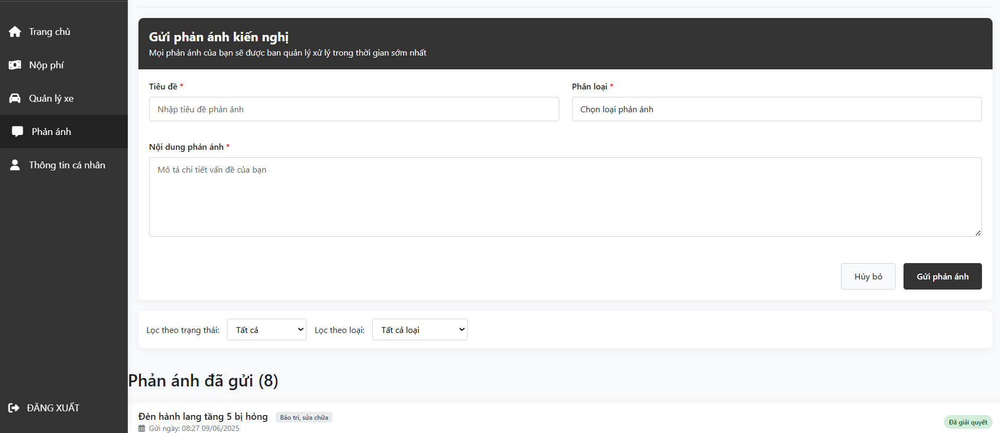 Trang chủ
Nộp phí
Quản lý xe
Phản ánh
Thông tin cá nhân
ĐĂNG XUẤT
Gửi phản ánh kiến nghị
Mọi phản ánh của bạn sẽ được ban quản lý xử lý trong thời gian sớm nhất
Tiêu đề *
Nhập tiêu đề phản ánh
Phân loại *
Chọn loại phản ánh
Nội dung phản ánh *
Mô tả chi tiết vấn đề của bạn
Hủy bỏ
Gửi phản ánh
Lọc theo trạng thái: Tất cả Lọc theo loại: Tất cả loại
Phản ánh đã gửi (8)
Đèn hành lang tầng 5 bị hỏng Bảo trì, sửa chữa
Gửi ngày: 08:27 09/06/2025
Đã giải quyết